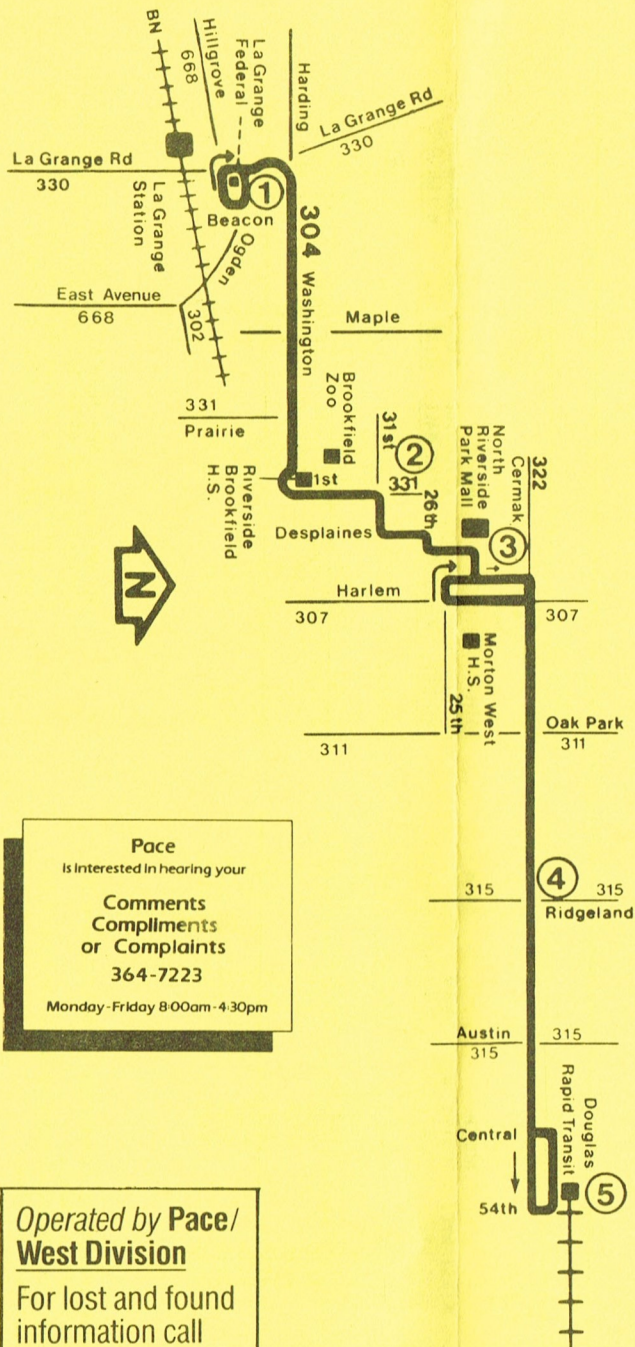 BN
668
Hillgrove
La Grange
Federal
Harding
La Grange Rd
330
La Grange Rd
330
1
Beacon
La Grange
Station
Ogden
304 Washington
East Avenue
668
302
Maple
331
Prairie
Brookfield
Zoo
31st
2
331
26th
1st
Riverside
Brookfield
H.S.
Desplaines
North
Riverside
Park Mall
Cermak
322
3
N
Harlem
307
307
Morton West
H.S.
25th
Oak Park
311
311
4
315
315
Ridgeland
Pace
is interested in hearing your
Comments
Compliments
or Complaints
364-7223
Monday-Friday 8:00am-4:30pm
Austin
315
315
Central
Douglas
Rapid Transit
5
54th
Operated by Pace/
West Division
For lost and found
information call